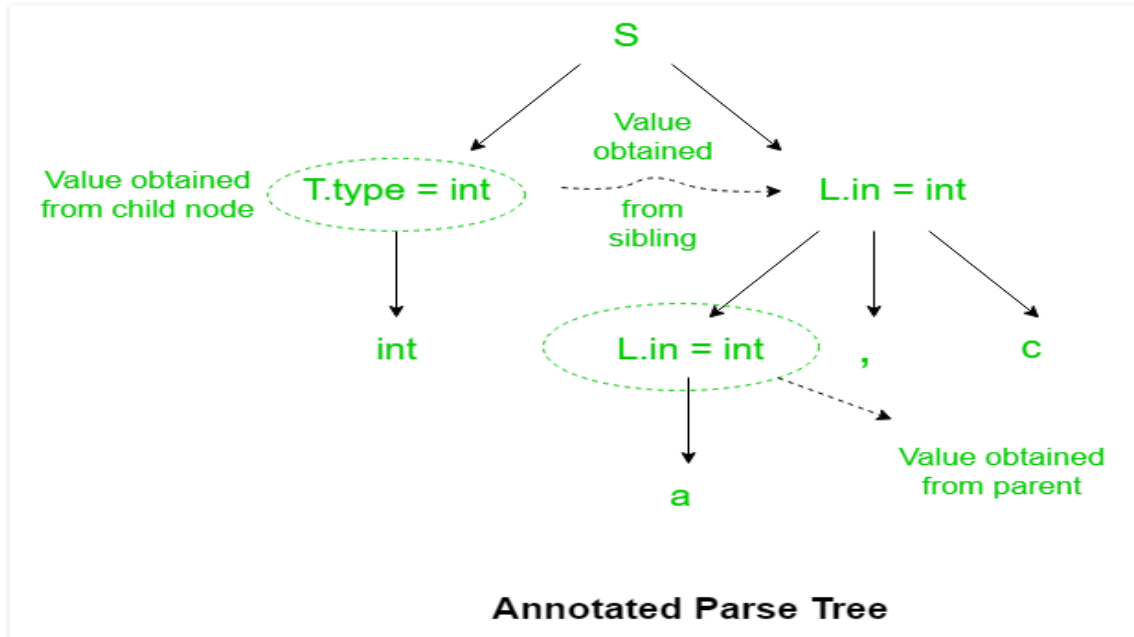 S
Value
obtained
from
sibling
Value obtained
from child node
T.type = int
L.in = int
int
L.in = int
,
c
a
Value obtained
from parent
Annotated Parse Tree